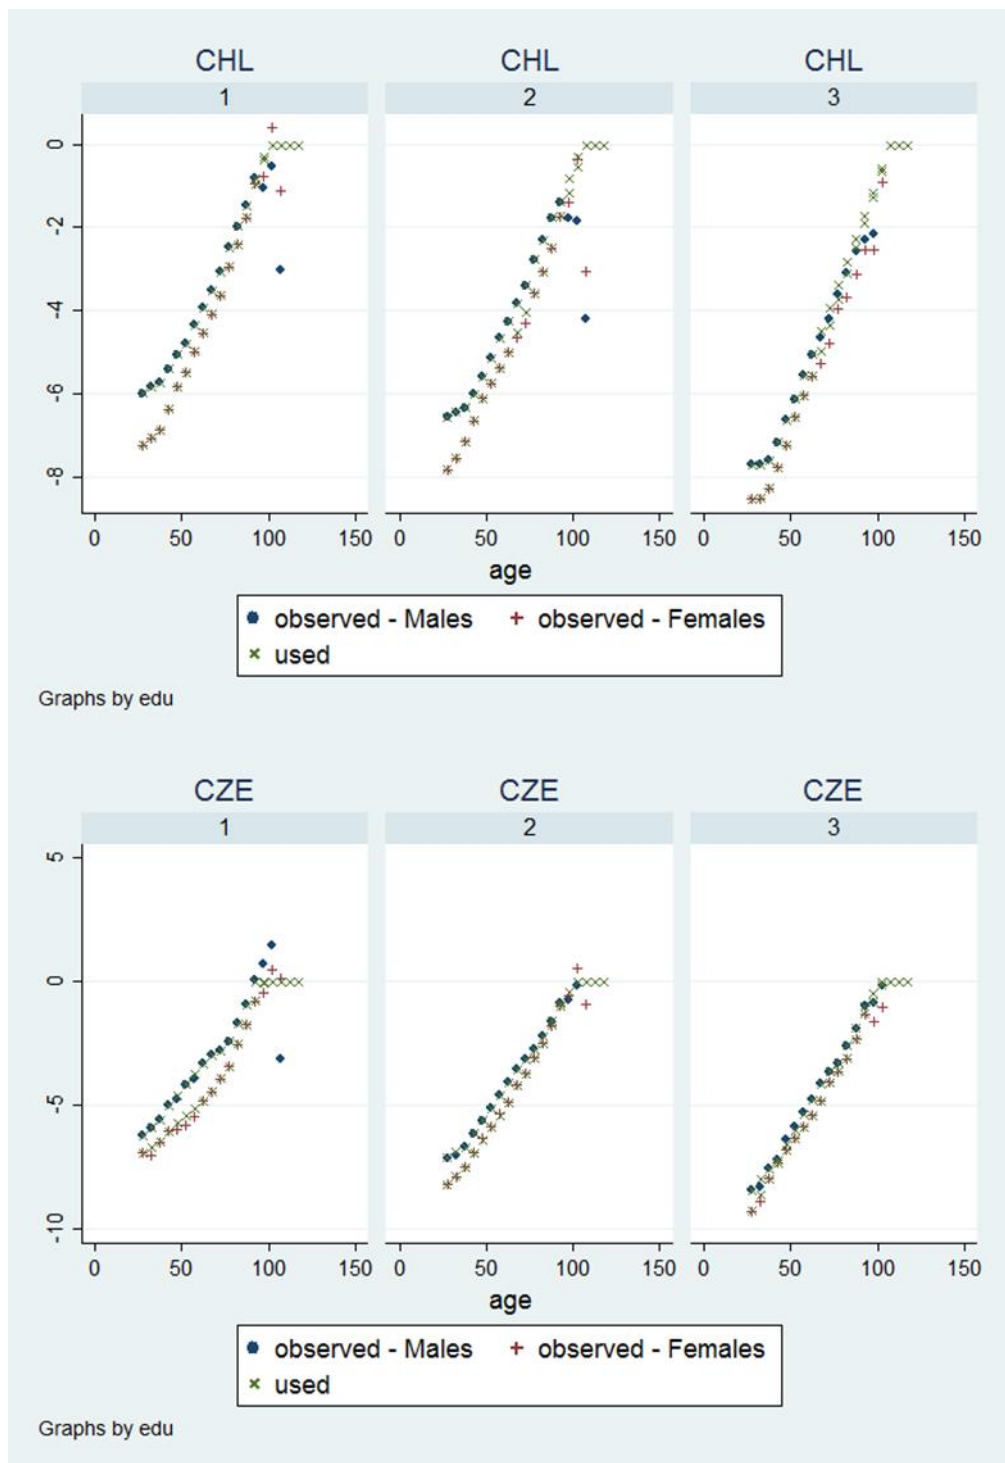 CHL CHL CHL
1 2 3
0
-2
-4
-6
-8
0 50 100 150 0 50 100 150 0 50 100 150
age
observed - Males observed - Females
used
Graphs by edu
CZE CZE CZE
1 2 3
5
0
-5
-10
0 50 100 150 0 50 100 150 0 50 100 150
age
observed - Males observed - Females
used
Graphs by edu